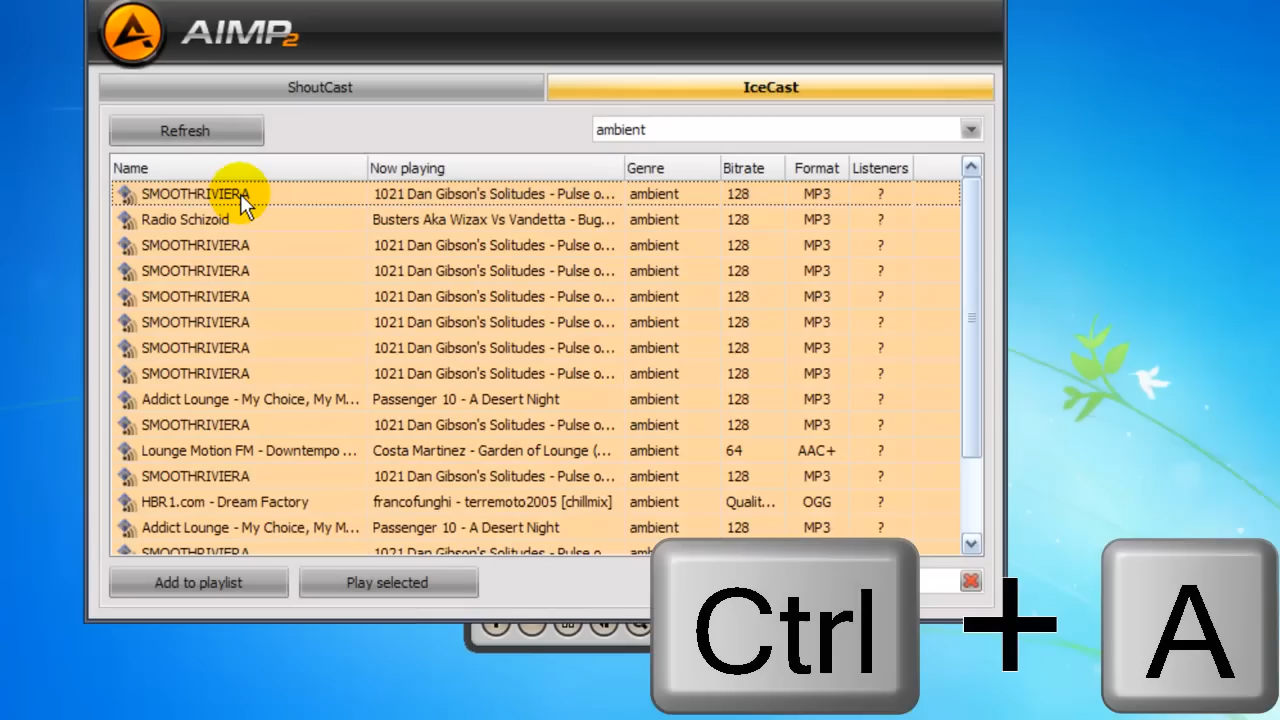 AIMP2
ShoutCast IceCast
Refresh ambient
Name Now playing Genre Bitrate Format Listeners
SMOOTHRIVIERA 1021 Dan Gibson's Solitudes - Pulse o... ambient 128 MP3 ?
Radio Schizoid Busters Aka Wizax Vs Vandetta - Bug... ambient 128 MP3 ?
SMOOTHRIVIERA 1021 Dan Gibson's Solitudes - Pulse o... ambient 128 MP3 ?
SMOOTHRIVIERA 1021 Dan Gibson's Solitudes - Pulse o... ambient 128 MP3 ?
SMOOTHRIVIERA 1021 Dan Gibson's Solitudes - Pulse o... ambient 128 MP3 ?
SMOOTHRIVIERA 1021 Dan Gibson's Solitudes - Pulse o... ambient 128 MP3 ?
SMOOTHRIVIERA 1021 Dan Gibson's Solitudes - Pulse o... ambient 128 MP3 ?
SMOOTHRIVIERA 1021 Dan Gibson's Solitudes - Pulse o... ambient 128 MP3 ?
Addict Lounge - My Choice, My M... Passenger 10 - A Desert Night ambient 128 MP3 ?
SMOOTHRIVIERA 1021 Dan Gibson's Solitudes - Pulse o... ambient 128 MP3 ?
Lounge Motion FM - Downtempo ... Costa Martinez - Garden of Lounge (... ambient 64 AAC+ ?
SMOOTHRIVIERA 1021 Dan Gibson's Solitudes - Pulse o... ambient 128 MP3 ?
HBR1.com - Dream Factory francofunghi - terremoto2005 [chillmix] ambient Qualit... OGG ?
Addict Lounge - My Choice, My M... Passenger 10 - A Desert Night ambient 128 MP3 ?
SMOOTHRIVIERA 1021 Dan Gibson's Solitudes - Pulse o...
Add to playlist Play selected
Ctrl + A